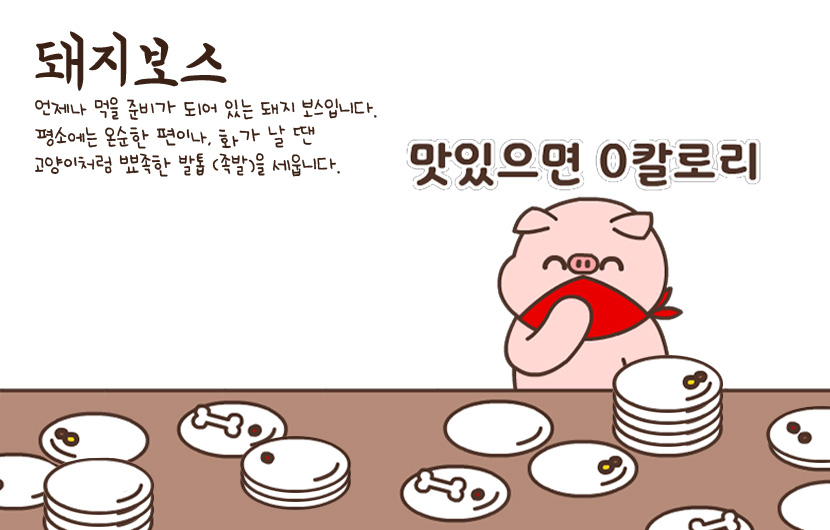 돼지보스
언제나 먹을 준비가 되어 있는 돼지 보스입니다.
평소에는 온순한 편이나, 화가 날 땐
고양이처럼 뾰족한 발톱 (족발)을 세웁니다.
맛있으면 0칼로리